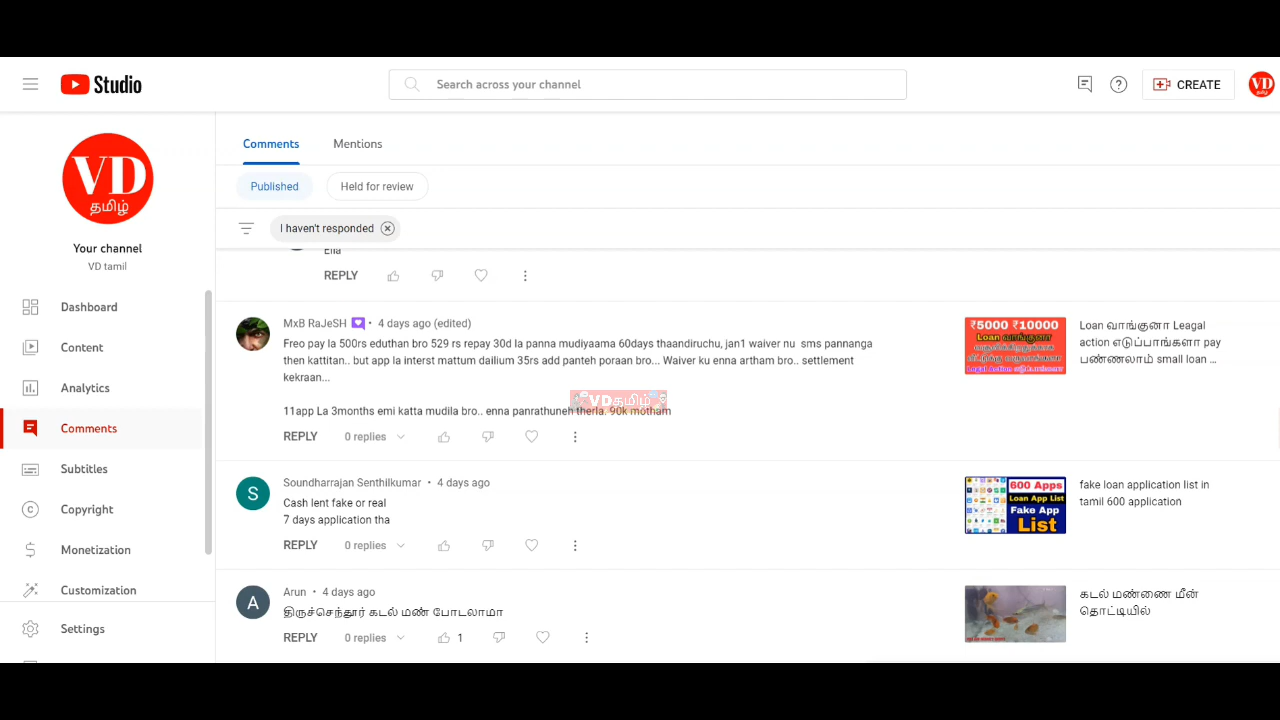 Studio
Search across your channel
CREATE
VD
தமிழ்
VD
தமிழ்
Your channel
VD tamil
Dashboard
Content
Analytics
Comments
Subtitles
Copyright
Monetization
Customization
Settings
Comments
Mentions
Published
Held for review
I haven't responded
REPLY
MxB RaJeSH • 4 days ago (edited)
Freo pay la 500rs eduthan bro 529 rs repay 30d la panna mudiyaama 60days thaandiruchu, jan1 waiver nu sms pannanga
then katitan...but app la interst mattum dailium 35rs add panteh poraan bro... Waiver ku enna artham bro.. settlement
kekraan...
11app La 3months emi katta mudila bro.. enna panrathuneh therla. 90k motham
VDதமிழ்
REPLY 0 replies
₹5000 ₹10000
Loan வாங்குனா
Legal Action
Loan வாங்குனா Leagal
action எடுப்பாங்களா pay
பண்ணலாம் small loan ...
Soundharrajan Senthilkumar • 4 days ago
Cash lent fake or real
7 days application tha
REPLY 0 replies
600 Apps
Loan App List
Fake App
List
fake loan application list in
tamil 600 application
Arun • 4 days ago
திருச்செந்தூர் கடல் மண் போடலாமா
REPLY 0 replies 1
கடல் மண்ணை மீன்
தொட்டியில்